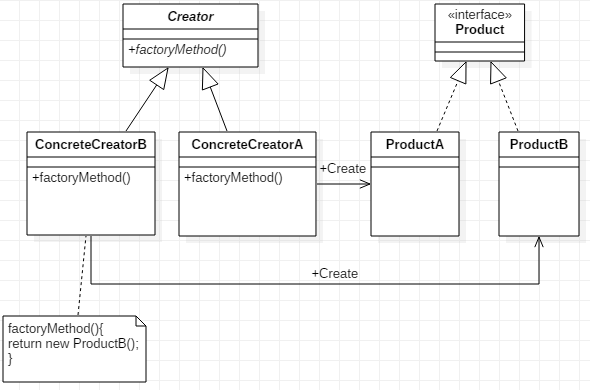 Creator
+factoryMethod()
«interface»
Product
ConcreteCreatorB
+factoryMethod()
ConcreteCreatorA
+factoryMethod()
+Create
ProductA
ProductB
+Create
factoryMethod(){
return new ProductB();
}